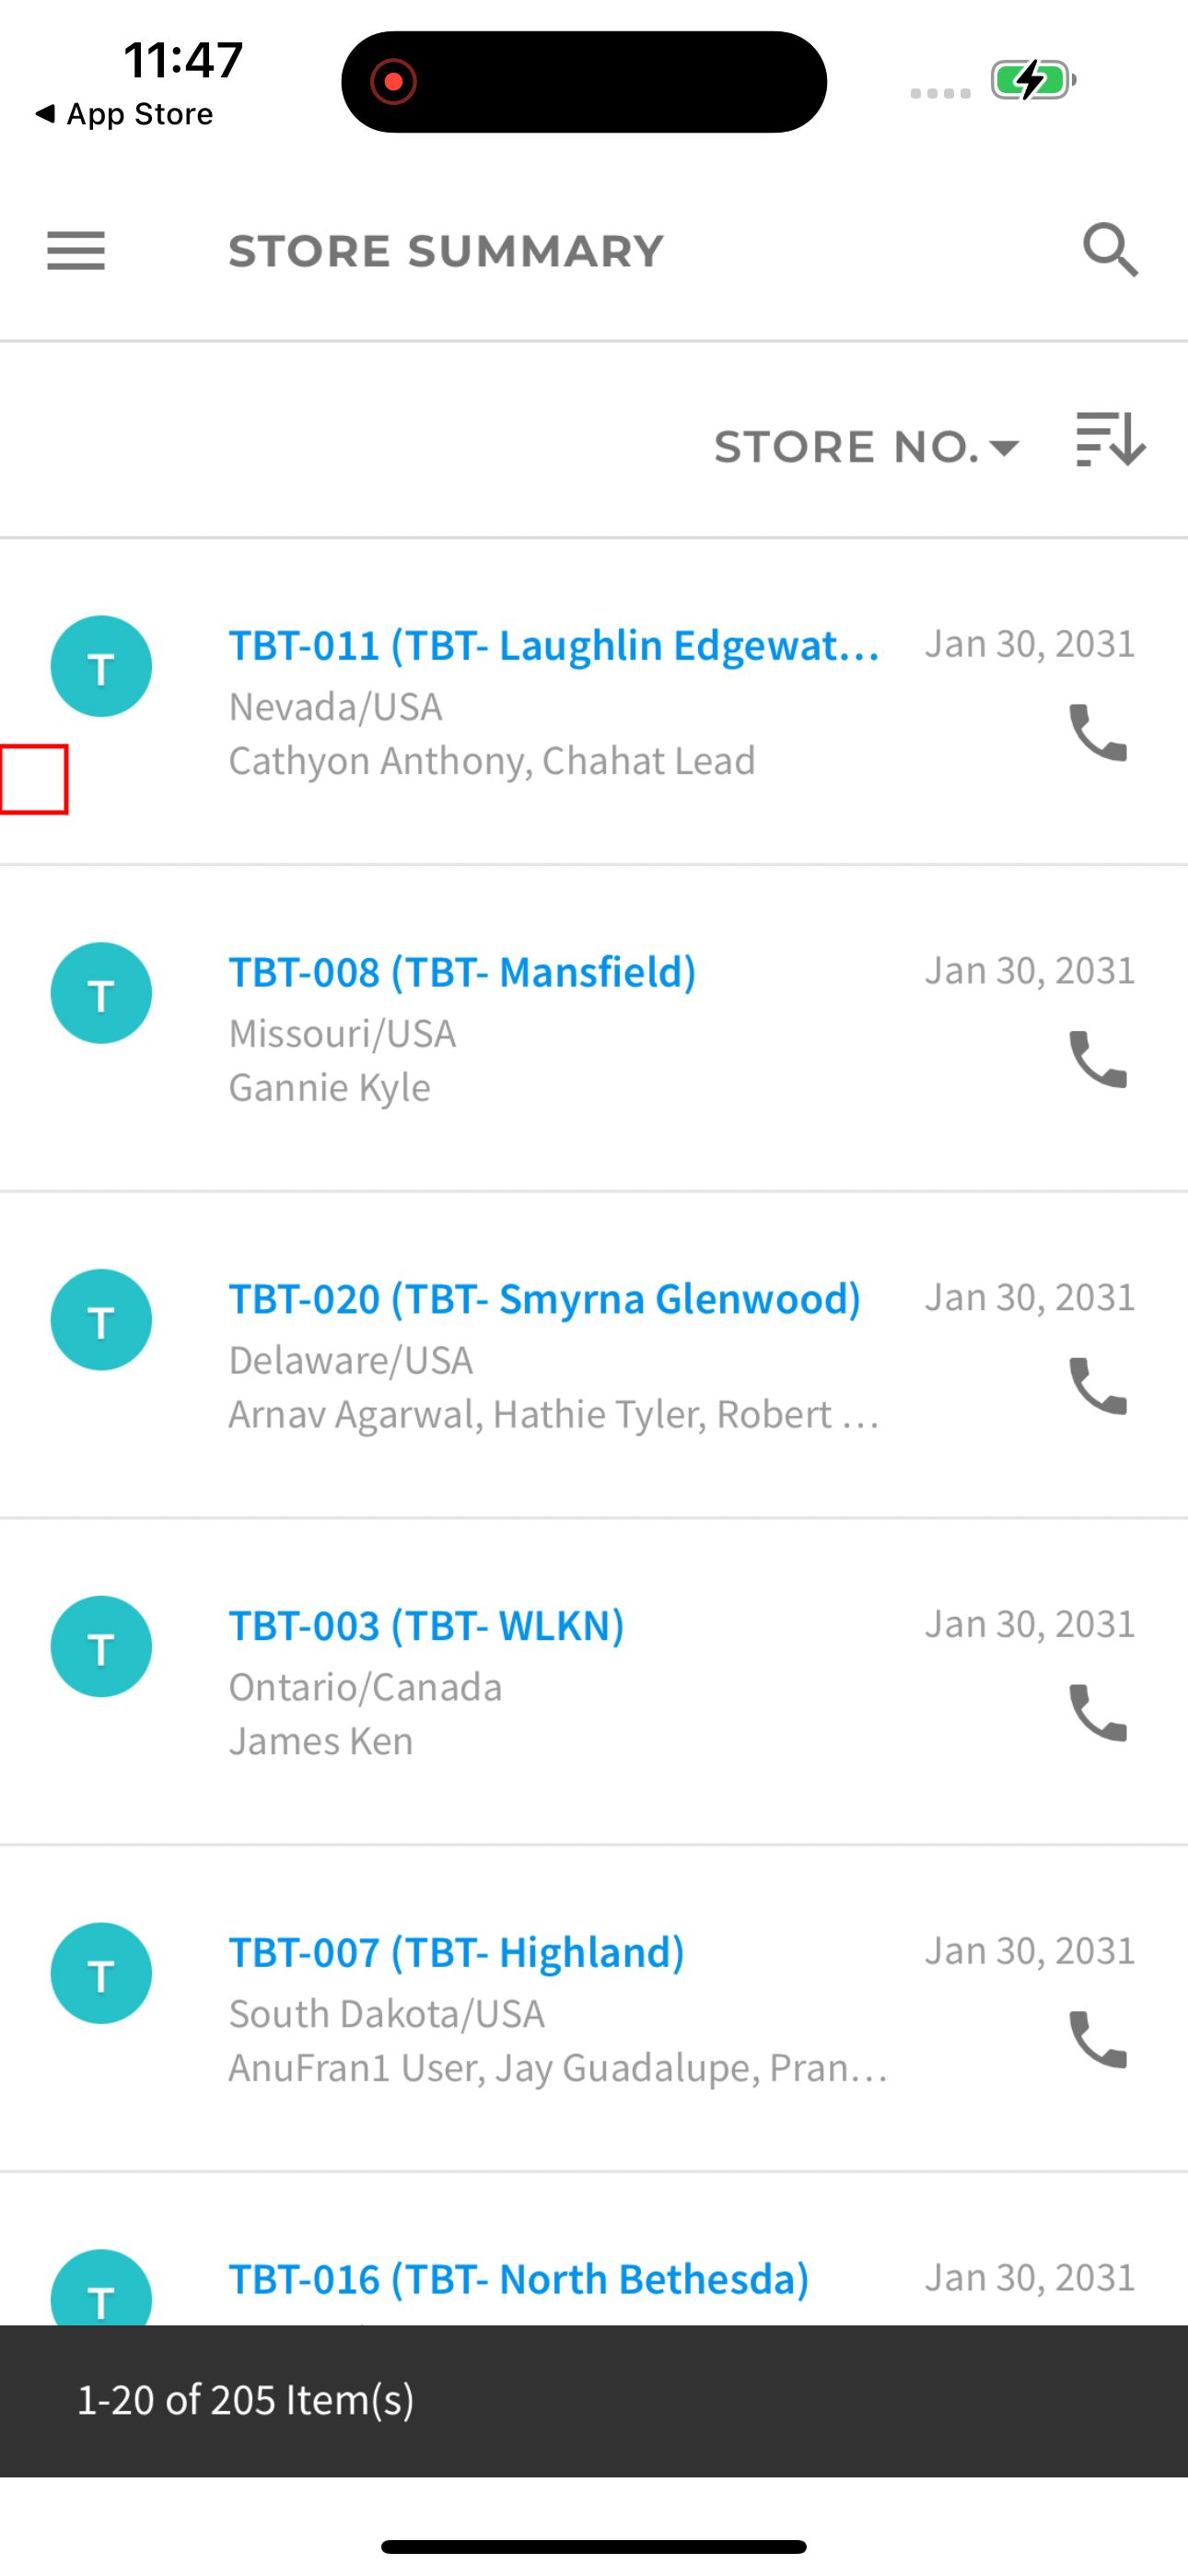 11:47
App Store
STORE SUMMARY
STORE NO.
T
TBT-011 (TBT- Laughlin Edgewat...
Jan 30, 2031
Nevada/USA
Cathyon Anthony, Chahat Lead
T
TBT-008 (TBT- Mansfield)
Jan 30, 2031
Missouri/USA
Gannie Kyle
T
TBT-020 (TBT- Smyrna Glenwood)
Jan 30, 2031
Delaware/USA
Arnav Agarwal, Hathie Tyler, Robert ...
T
TBT-003 (TBT- WLKN)
Jan 30, 2031
Ontario/Canada
James Ken
T
TBT-007 (TBT- Highland)
Jan 30, 2031
South Dakota/USA
AnuFran1 User, Jay Guadalupe, Pran...
T
TBT-016 (TBT- North Bethesda)
Jan 30, 2031
1-20 of 205 Item(s)